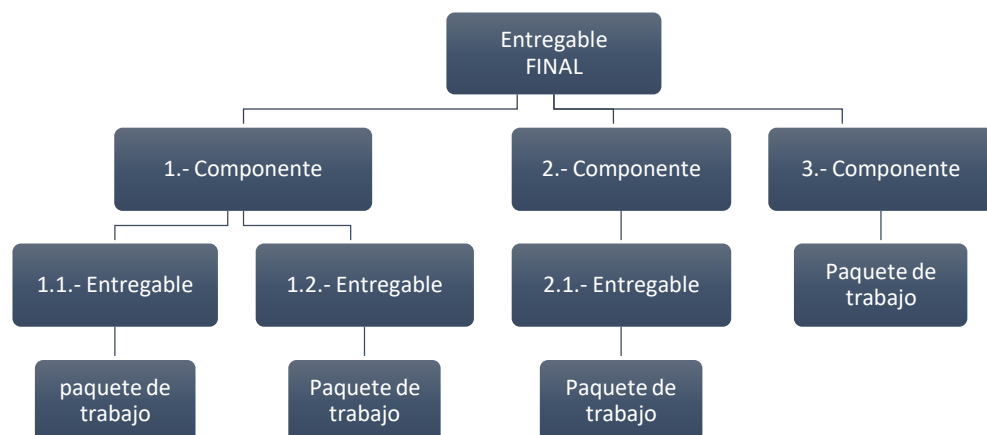 Entregable
FINAL
1.- Componente
2.- Componente
3.- Componente
1.1.- Entregable
1.2.- Entregable
2.1.- Entregable
Paquete de
trabajo
paquete de
trabajo
Paquete de
trabajo
Paquete de
trabajo